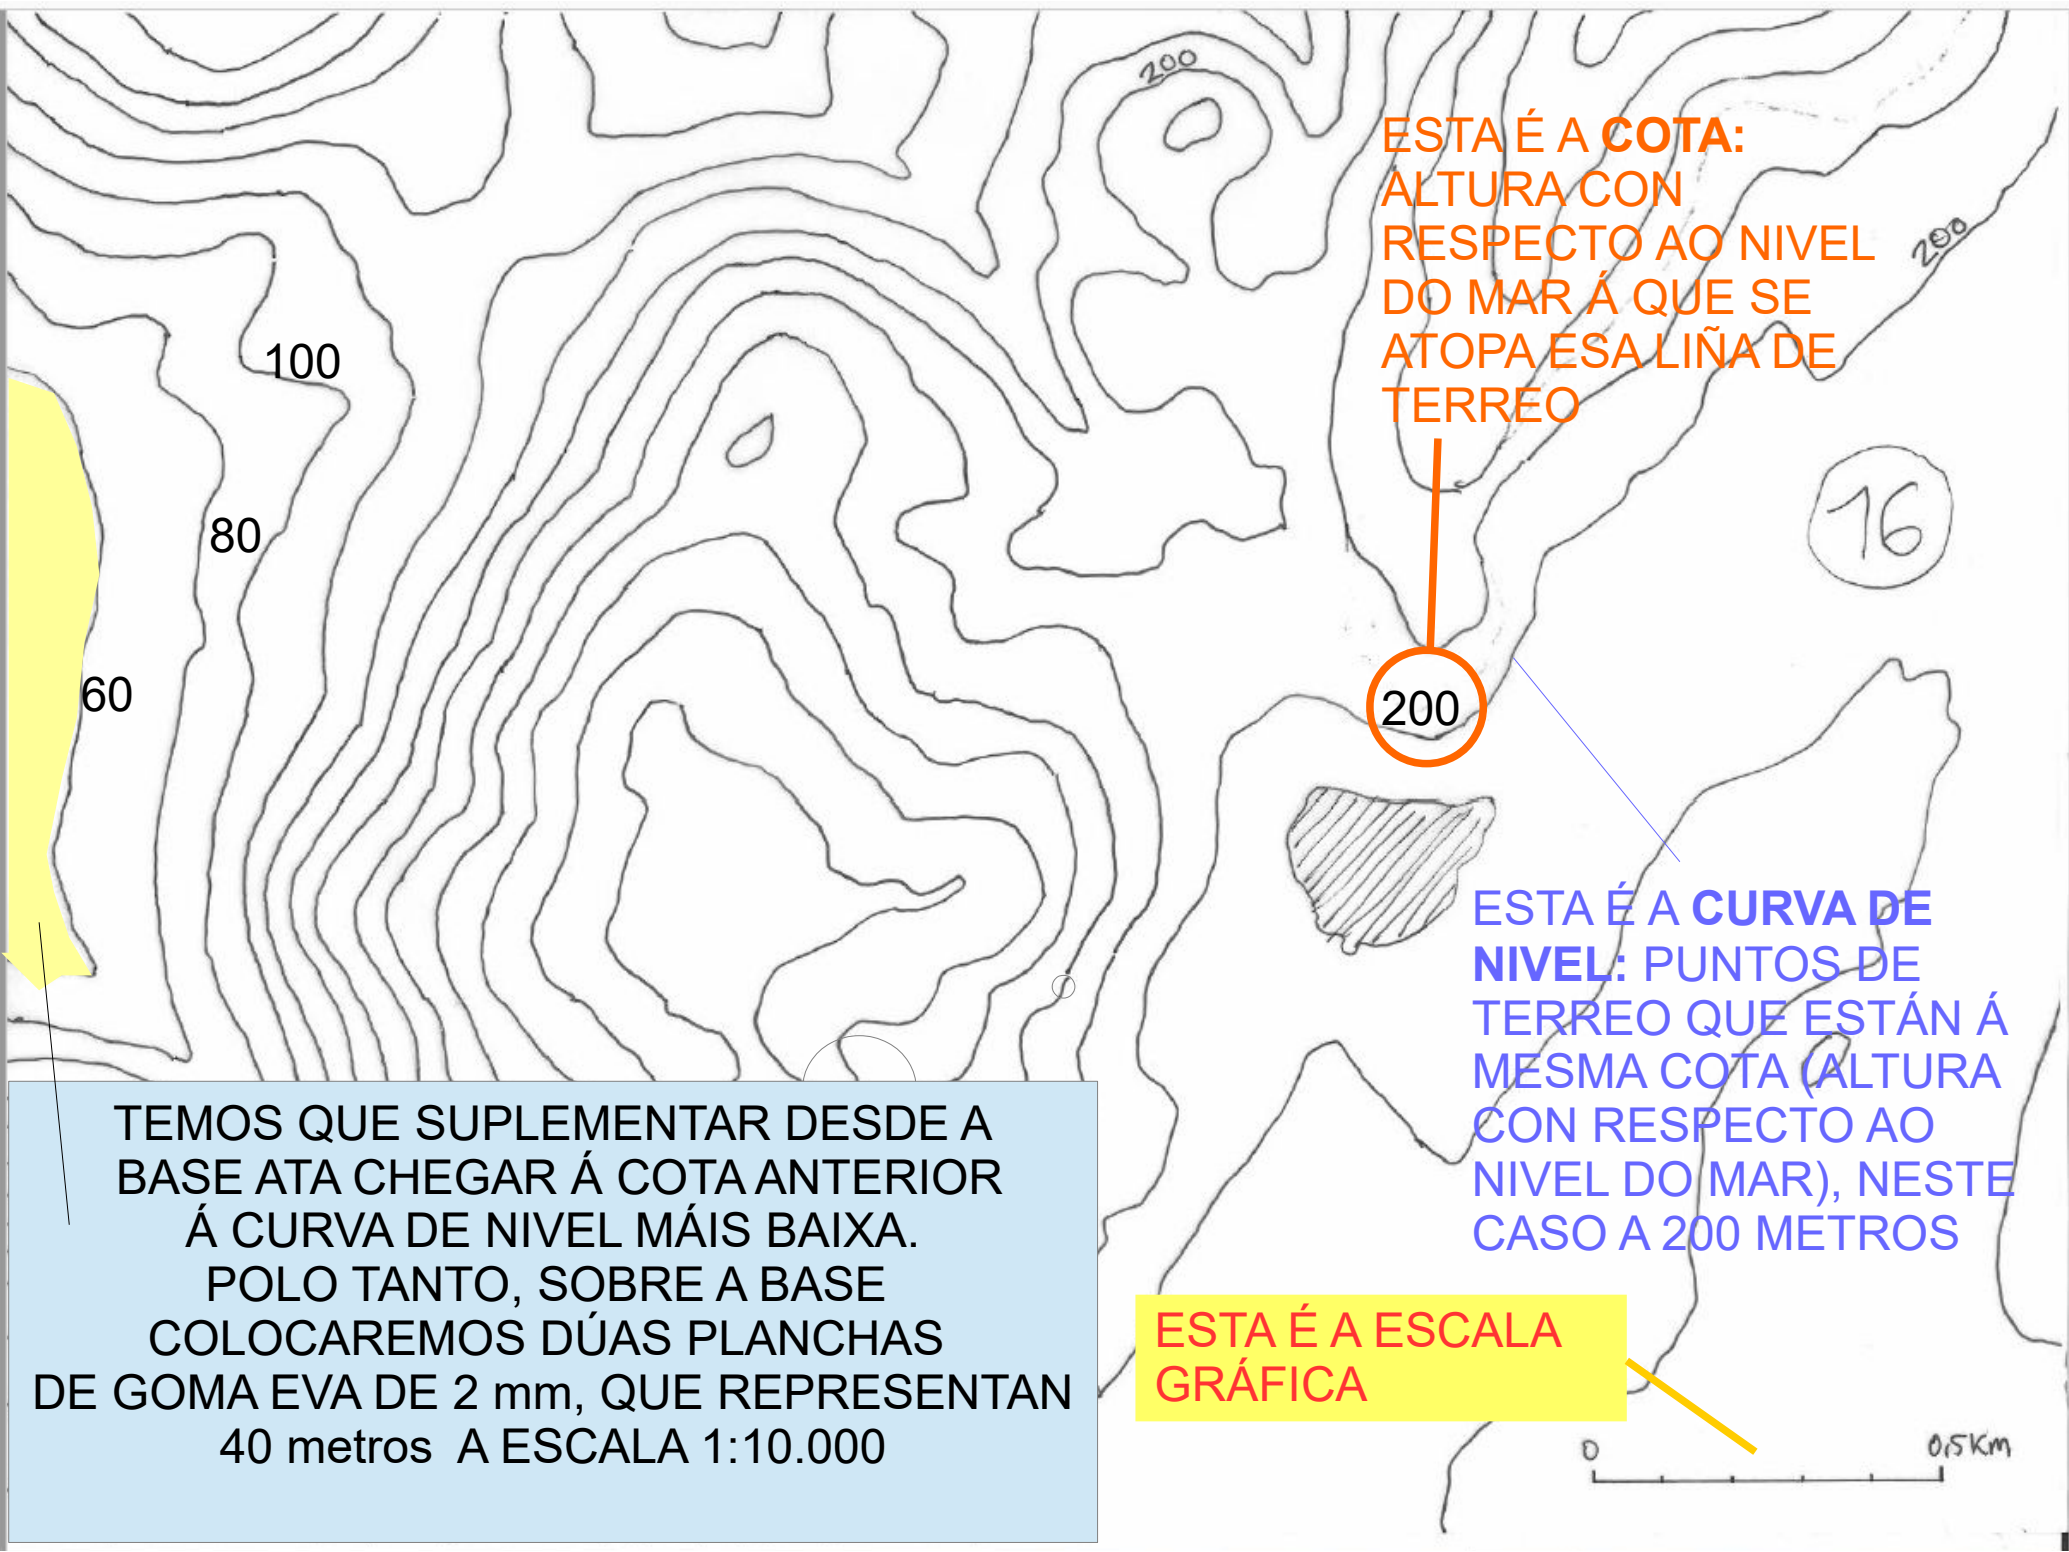 200
ESTA É A COTA:
ALTURA CON
RESPECTO AO NIVEL
DO MAR Á QUE SE
ATOPA ESA LIÑA DE
TERREO
200
100
16
80
60
200
ESTA É A CURVA DE
NIVEL: PUNTOS DE
TERREO QUE ESTÁN Á
MESMA COTA (ALTURA
CON RESPECTO AO
NIVEL DO MAR), NESTE
CASO A 200 METROS
TEMOS QUE SUPLEMENTAR DESDE A
BASE ATA CHEGAR Á COTA ANTERIOR
Á CURVA DE NIVEL MÁIS BAIXA.
POLO TANTO, SOBRE A BASE
COLOCAREMOS DÚAS PLANCHAS
DE GOMA EVA DE 2 mm, QUE REPRESENTAN
40 metros A ESCALA 1:10.000
ESTA É A ESCALA
GRÁFICA
0 0,5Km